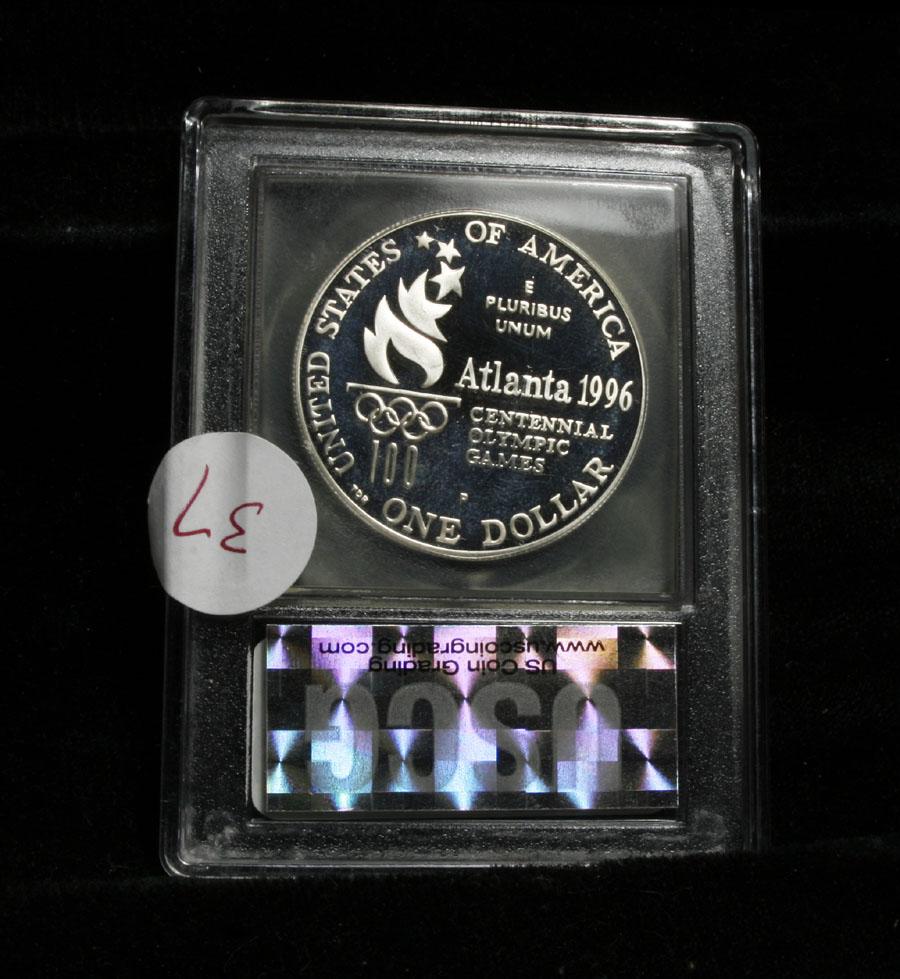 UNITED STATES OF AMERICA
E
PLURIBUS
UNUM
Atlanta 1996
CENTENNIAL
OLYMPIC
GAMES
100
TDR
P
ONE DOLLAR
37
USCG
US Coin Grading
www.uscoingrading.com